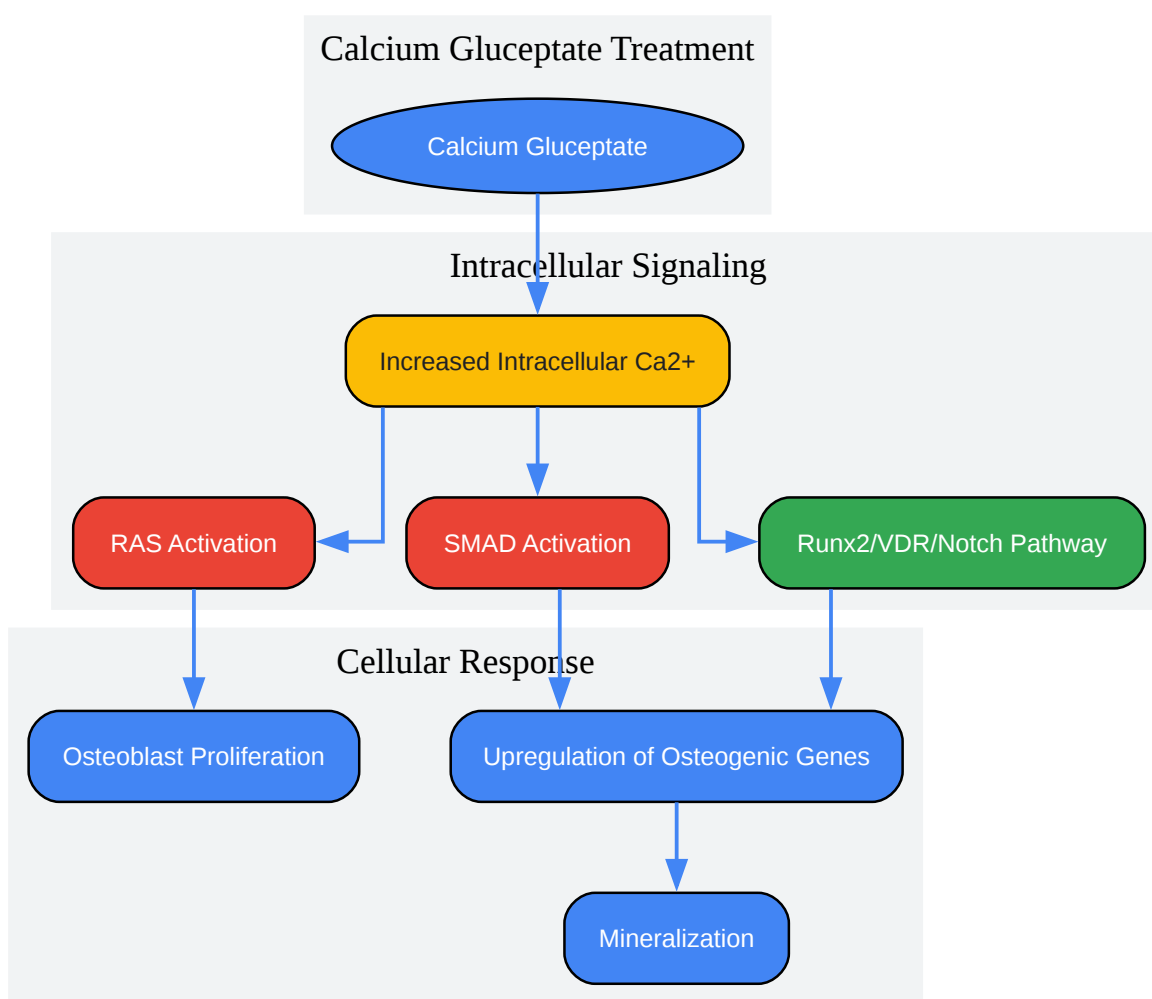 Calcium Gluceptate Treatment
Calcium Gluceptate
Intracellular Signaling
Increased Intracellular Ca2+
RAS Activation
SMAD Activation
Runx2/VDR/Notch Pathway
Cellular Response
Osteoblast Proliferation
Upregulation of Osteogenic Genes
Mineralization